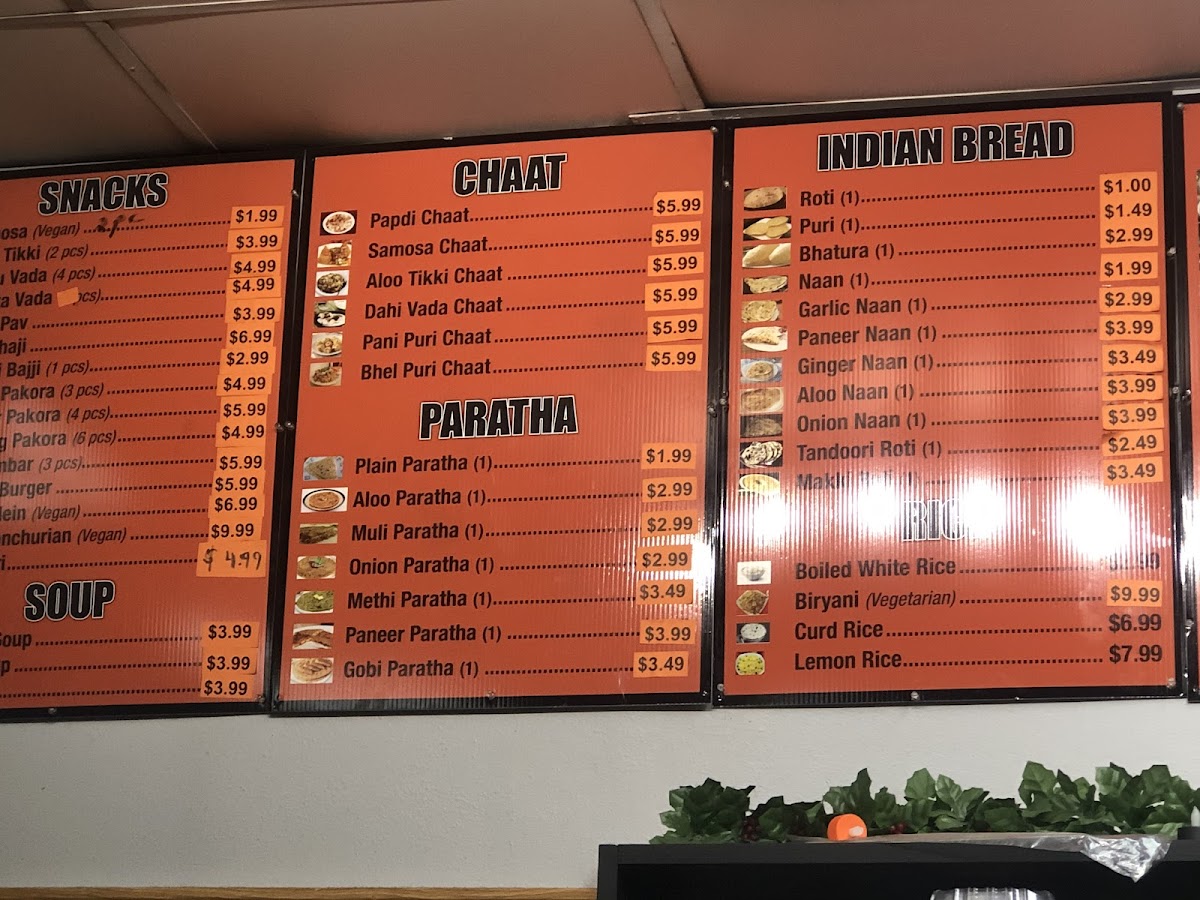 SNACKS
osa (Vegan) $1.99
Tikki (2 pcs) $3.99
u Vada (4 pcs) $4.99
a Vada pcs) $4.99
Pav $3.99
haji $6.99
i Bajji (1 pcs) $2.99
Pakora (3 pcs) $4.99
Pakora (4 pcs) $5.99
g Pakora (6 pcs) $4.99
nbar (3 pcs) $5.99
Burger $5.99
ein (Vegan) $6.99
nchurian (Vegan) $9.99
ri $4.99
SOUP
Soup $3.99
p $3.99
$3.99
CHAAT
Papdi Chaat $5.99
Samosa Chaat $5.99
Aloo Tikki Chaat $5.99
Dahi Vada Chaat $5.99
Pani Puri Chaat $5.99
Bhel Puri Chaat $5.99
PARATHA
Plain Paratha (1) $1.99
Aloo Paratha (1) $2.99
Muli Paratha (1) $2.99
Onion Paratha (1) $2.99
Methi Paratha (1) $3.49
Paneer Paratha (1) $3.99
Gobi Paratha (1) $3.49
INDIAN BREAD
Roti (1) $1.00
Puri (1) $1.49
Bhatura (1) $2.99
Naan (1) $1.99
Garlic Naan (1) $2.99
Paneer Naan (1) $3.99
Ginger Naan (1) $3.49
Aloo Naan (1) $3.99
Onion Naan (1) $3.99
Tandoori Roti (1) $2.49
Makki $3.49
RICE
Boiled White Rice
Biryani (Vegetarian) $9.99
Curd Rice $6.99
Lemon Rice $7.99